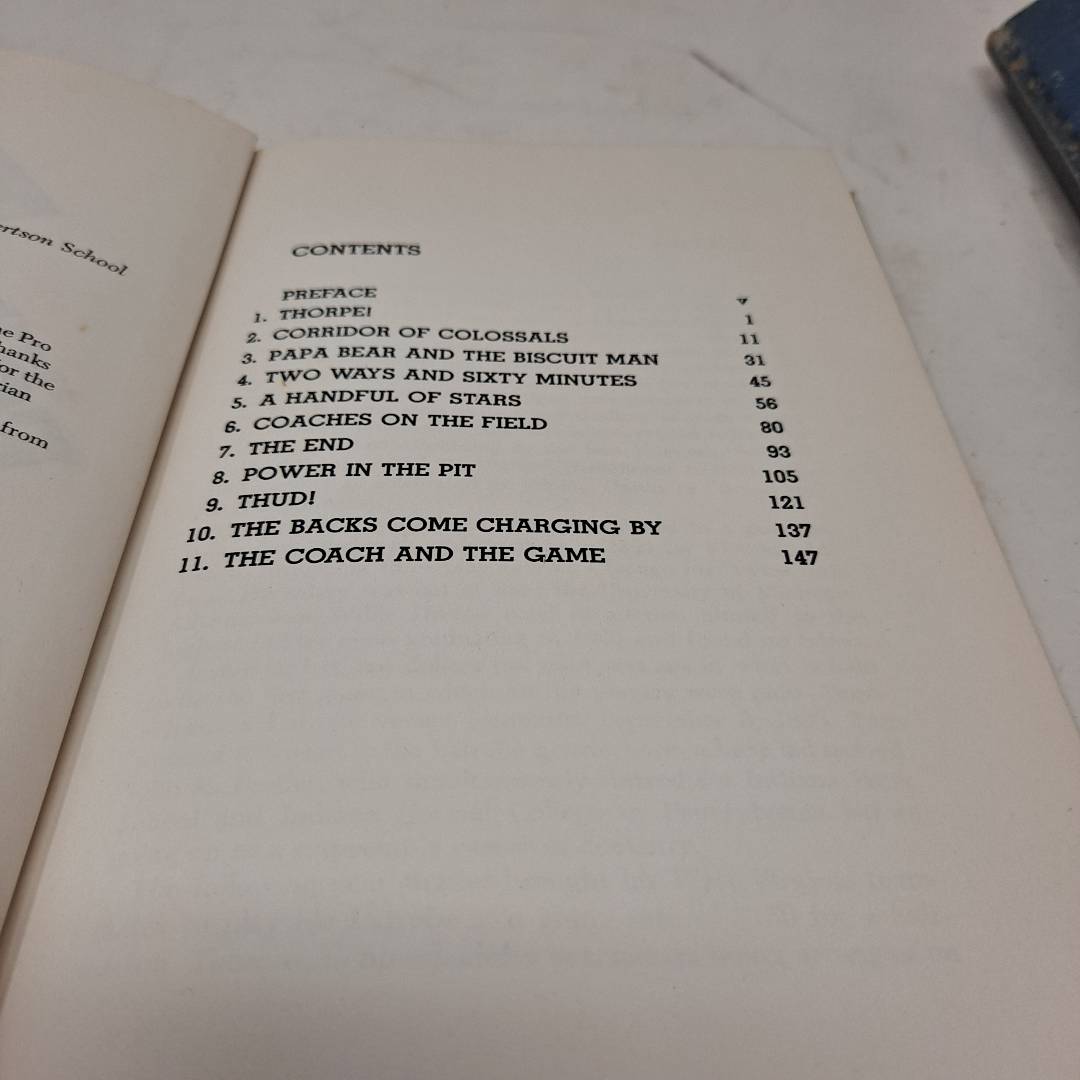 ertson School
e Pro
hanks
or the
ian
from
CONTENTS
PREFACE v
1. THORPE! 1
2. CORRIDOR OF COLOSSALS 11
3. PAPA BEAR AND THE BISCUIT MAN 31
4. TWO WAYS AND SIXTY MINUTES 45
5. A HANDFUL OF STARS 56
6. COACHES ON THE FIELD 80
7. THE END 93
8. POWER IN THE PIT 105
9. THUD! 121
10. THE BACKS COME CHARGING BY 137
11. THE COACH AND THE GAME 147